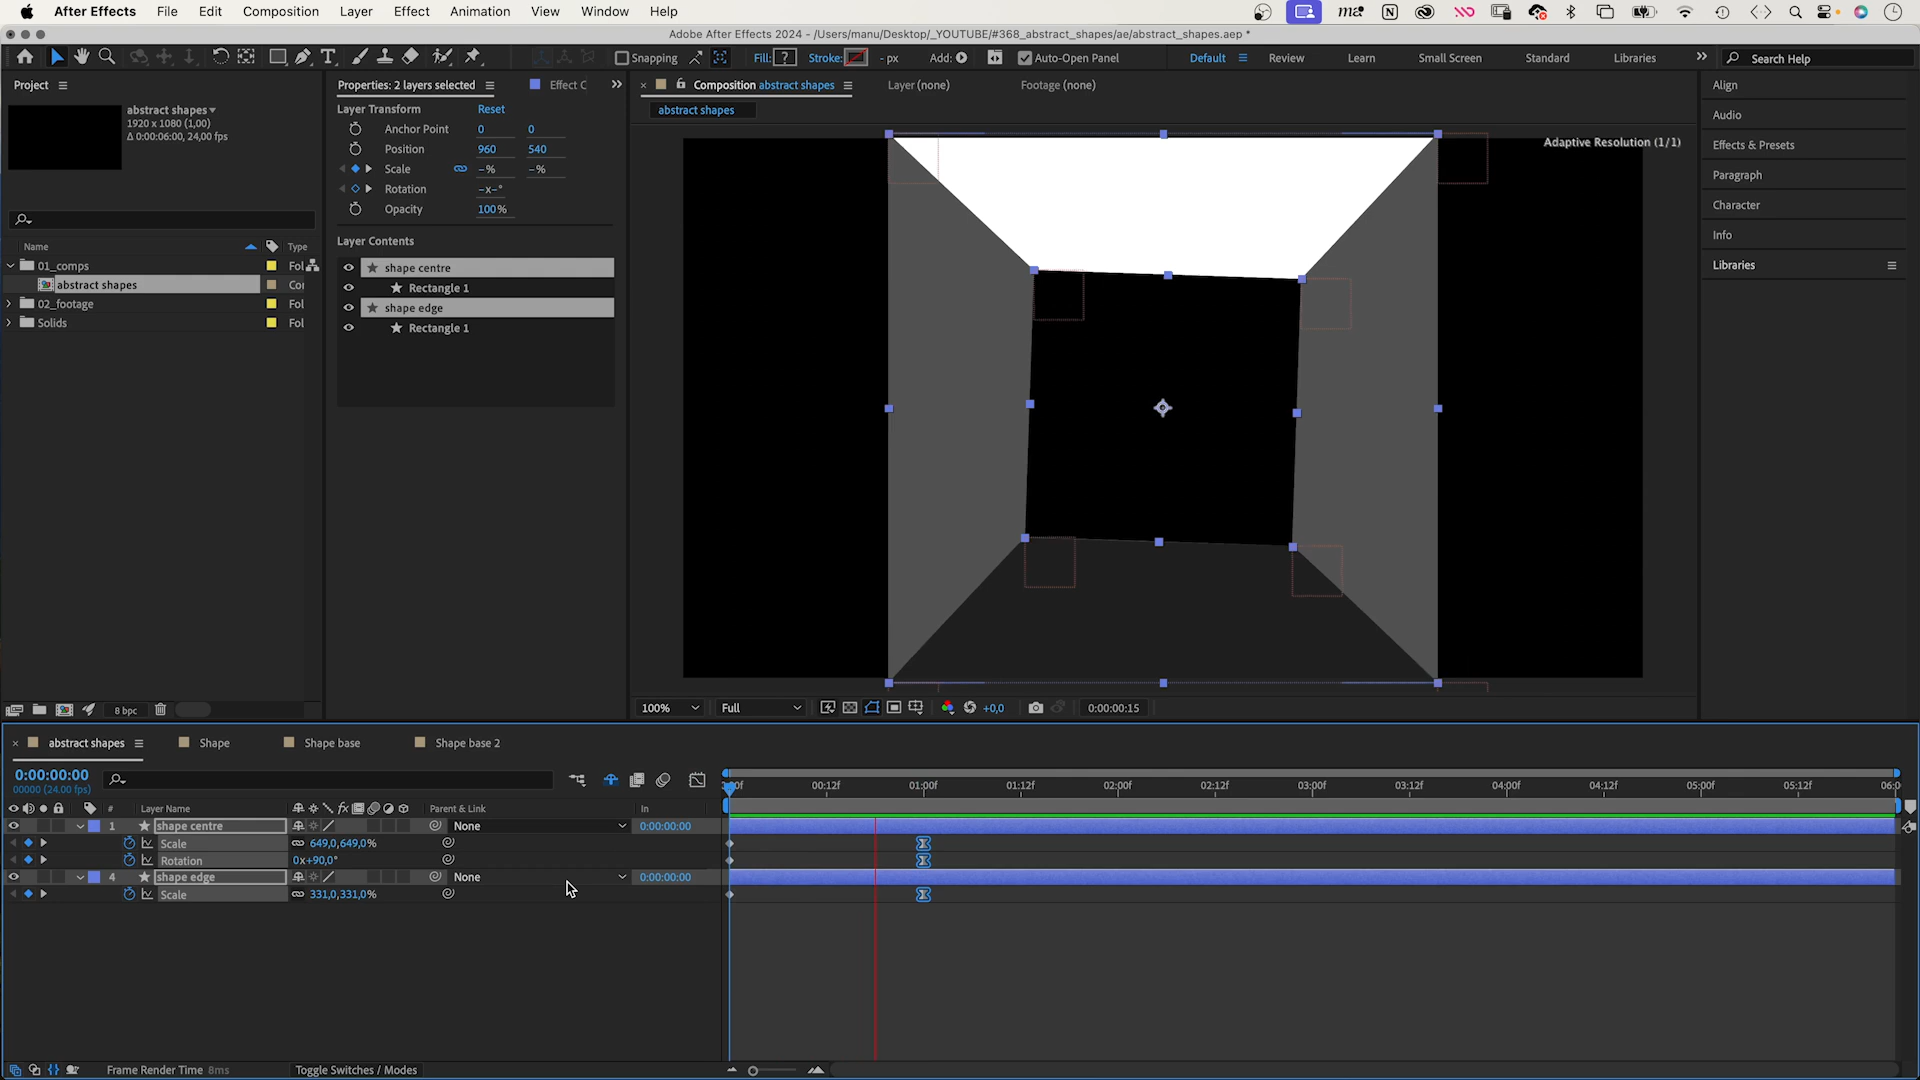 After Effects File Edit Composition Layer Effect Animation View Window Help
Adobe After Effects 2024 - /Users/manu/Desktop/_YOUTUBE/#368_abstract_shapes/ae/abstract_shapes.aep *
Snapping Fill: ? Stroke: - px Add: Auto-Open Panel Default Review Learn Small Screen Standard Libraries Search Help
Project
abstract shapes
1920 x 1080 (1,00)
Δ 0:00:06:00, 24,00 fps
Name Type
01_comps Fol
abstract shapes Co
02_footage Fol
Solids Fol
8 bpc
Properties: 2 layers selected Effect C
Layer Transform Reset
Anchor Point 0 0
Position 960 540
Scale -% -%
Rotation -x-°
Opacity 100%
Layer Contents
shape centre
Rectangle 1
shape edge
Rectangle 1
Composition abstract shapes Layer (none) Footage (none)
abstract shapes
Adaptive Resolution (1/1)
100% Full +0,0 0:00:00:15
Align
Audio
Effects & Presets
Paragraph
Character
Info
Libraries
abstract shapes Shape Shape base Shape base 2
0:00:00:00
00000 (24.00 fps)
:00f 00:12f 01:00f 01:12f 02:00f 02:12f 03:00f 03:12f 04:00f 04:12f 05:00f 05:12f 06:0
# Layer Name Parent & Link In
1 shape centre None 0:00:00:00
Scale 649,0,649,0%
Rotation 0x+90,0°
4 shape edge None 0:00:00:00
Scale 331,0,331,0%
Frame Render Time 8ms Toggle Switches / Modes